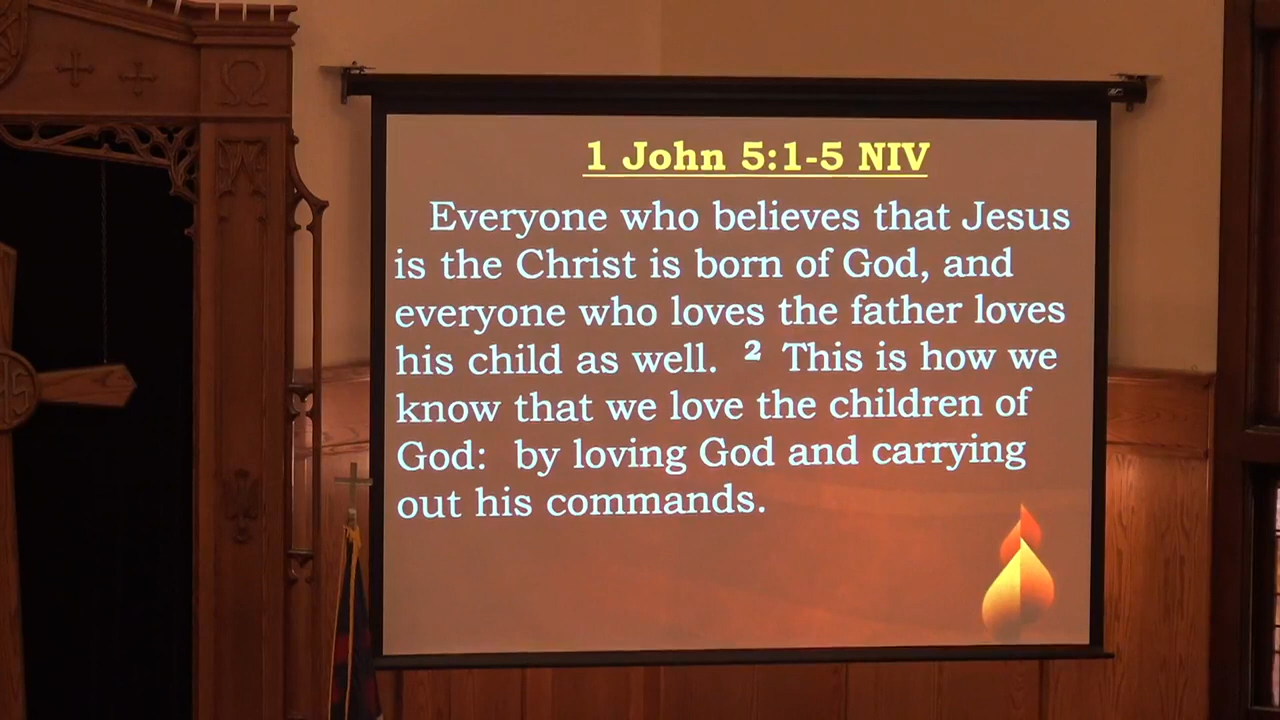 1 John 5:1-5 NIV
Everyone who believes that Jesus
is the Christ is born of God, and
everyone who loves the father loves
his child as well. 2 This is how we
know that we love the children of
God: by loving God and carrying
out his commands.
Ω
IHS